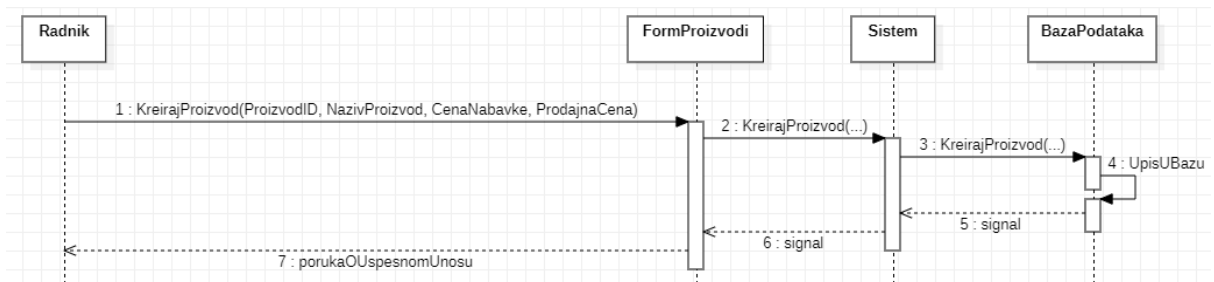 Radnik
FormProizvodi
Sistem
BazaPodataka
1 : KreirajProizvod(ProizvodID, NazivProizvod, CenaNabavke, ProdajnaCena)
2 : KreirajProizvod(...)
3 : KreirajProizvod(...)
4 : UpisUBazu
5 : signal
6 : signal
7 : porukaOUspesnomUnosu